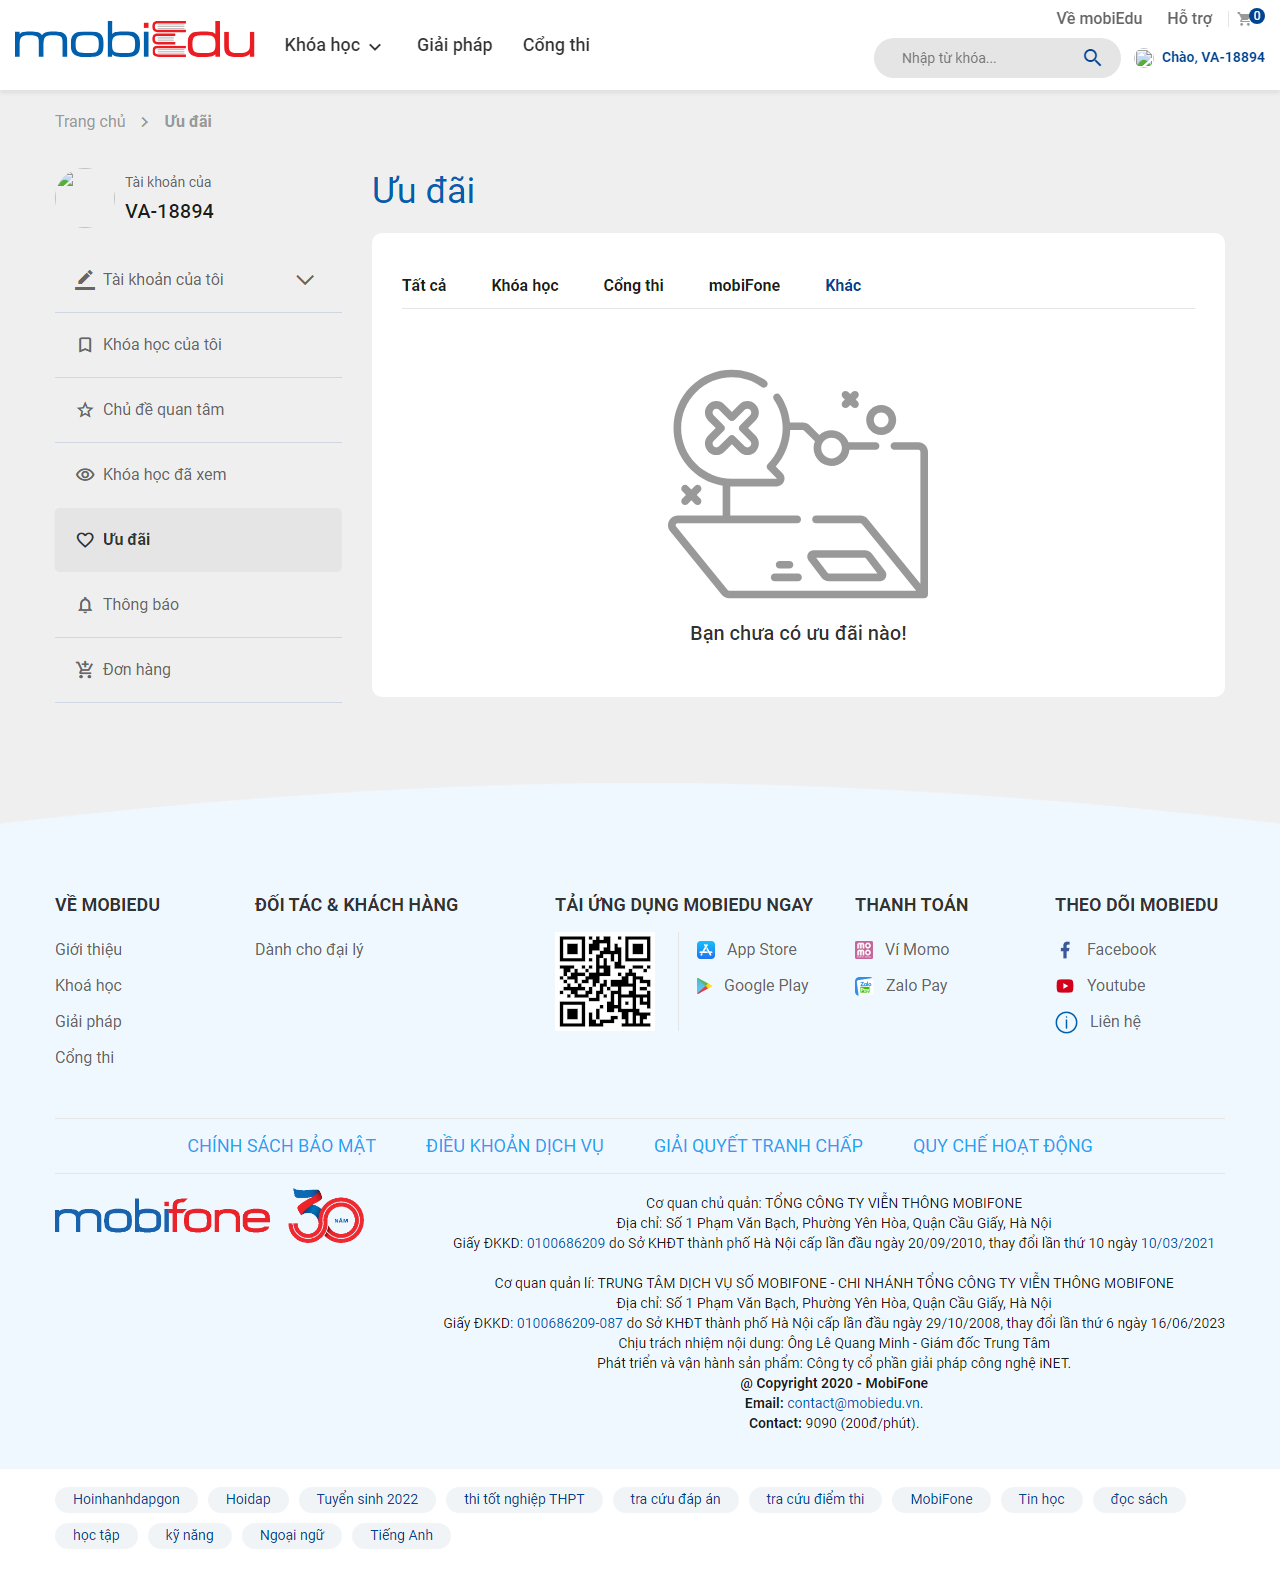 Về mobiEdu
Hỗ trợ
0
mobiEdu
Khóa học
Giải pháp
Cổng thi
Nhập từ khóa...
Chào, VA-18894
Trang chủ
Ưu đãi
Tài khoản của
VA-18894
Tài khoản của tôi
Khóa học của tôi
Chủ đề quan tâm
Khóa học đã xem
Ưu đãi
Thông báo
Đơn hàng
Ưu đãi
Tất cả
Khóa học
Cổng thi
mobiFone
Khác
Bạn chưa có ưu đãi nào!
VỀ MOBIEDU
Giới thiệu
Khoá học
Giải pháp
Cổng thi
ĐỐI TÁC & KHÁCH HÀNG
Dành cho đại lý
TẢI ỨNG DỤNG MOBIEDU NGAY
App Store
Google Play
THANH TOÁN
Ví Momo
Zalo Pay
THEO DÕI MOBIEDU
Facebook
Youtube
Liên hệ
CHÍNH SÁCH BẢO MẬT
ĐIỀU KHOẢN DỊCH VỤ
GIẢI QUYẾT TRANH CHẤP
QUY CHẾ HOẠT ĐỘNG
mobifone 30 NĂM
Cơ quan chủ quản: TỔNG CÔNG TY VIỄN THÔNG MOBIFONE
Địa chỉ: Số 1 Phạm Văn Bạch, Phường Yên Hòa, Quận Cầu Giấy, Hà Nội
Giấy ĐKKD: 0100686209 do Sở KHĐT thành phố Hà Nội cấp lần đầu ngày 20/09/2010, thay đổi lần thứ 10 ngày 10/03/2021
Cơ quan quản lí: TRUNG TÂM DỊCH VỤ SỐ MOBIFONE - CHI NHÁNH TỔNG CÔNG TY VIỄN THÔNG MOBIFONE
Địa chỉ: Số 1 Phạm Văn Bạch, Phường Yên Hòa, Quận Cầu Giấy, Hà Nội
Giấy ĐKKD: 0100686209-087 do Sở KHĐT thành phố Hà Nội cấp lần đầu ngày 29/10/2008, thay đổi lần thứ 6 ngày 16/06/2023
Chịu trách nhiệm nội dung: Ông Lê Quang Minh - Giám đốc Trung Tâm
Phát triển và vận hành sản phẩm: Công ty cổ phần giải pháp công nghệ iNET.
@ Copyright 2020 - MobiFone
Email: contact@mobiedu.vn.
Contact: 9090 (200đ/phút).
Hoinhanhdapgon
Hoidap
Tuyển sinh 2022
thi tốt nghiệp THPT
tra cứu đáp án
tra cứu điểm thi
MobiFone
Tin học
đọc sách
học tập
kỹ năng
Ngoại ngữ
Tiếng Anh